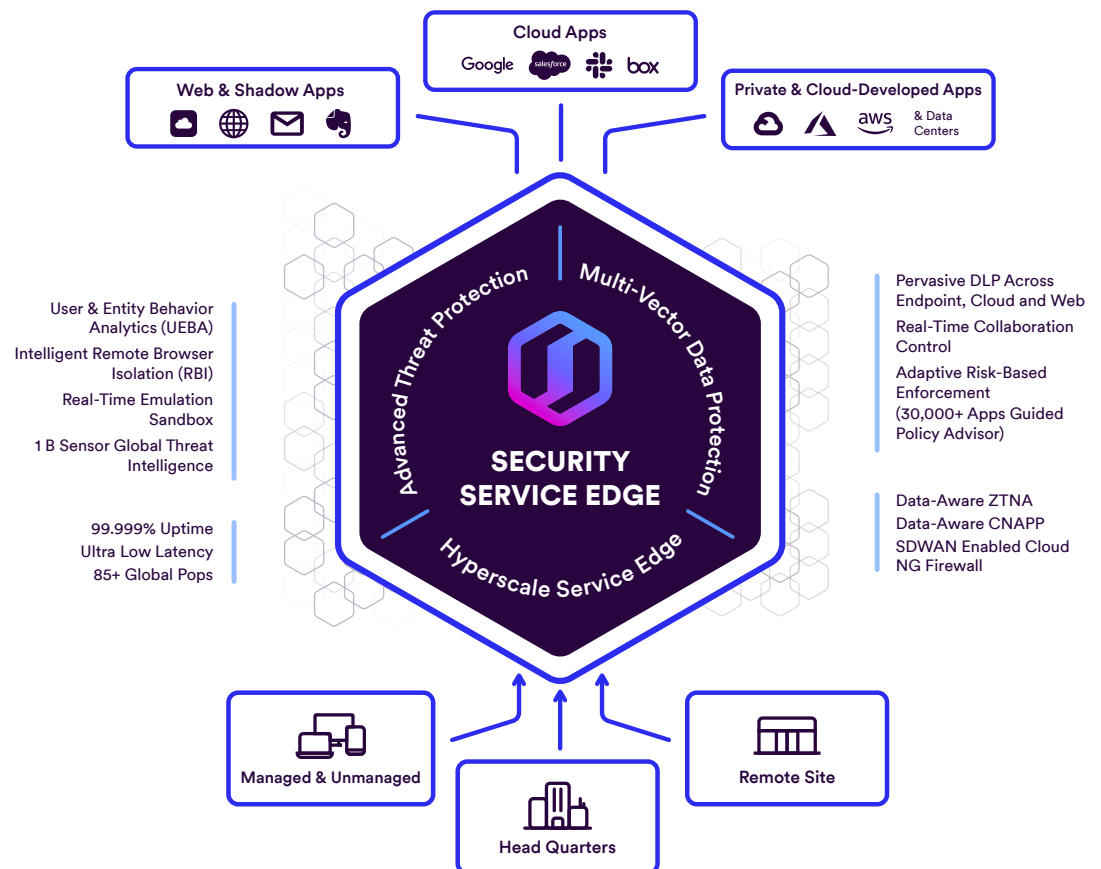 Cloud Apps
Google salesforce box
Web & Shadow Apps
Private & Cloud-Developed Apps
aws
& Data
Centers
Advanced Threat Protection
Multi-Vector Data Protection
SECURITY
SERVICE EDGE
Hyperscale Service Edge
User & Entity Behavior
Analytics (UEBA)
Intelligent Remote Browser
Isolation (RBI)
Real-Time Emulation
Sandbox
1 B Sensor Global Threat
Intelligence
99.999% Uptime
Ultra Low Latency
85+ Global Pops
Pervasive DLP Across
Endpoint, Cloud and Web
Real-Time Collaboration
Control
Adaptive Risk-Based
Enforcement
(30,000+ Apps Guided
Policy Advisor)
Data-Aware ZTNA
Data-Aware CNAPP
SDWAN Enabled Cloud
NG Firewall
Managed & Unmanaged
Head Quarters
Remote Site